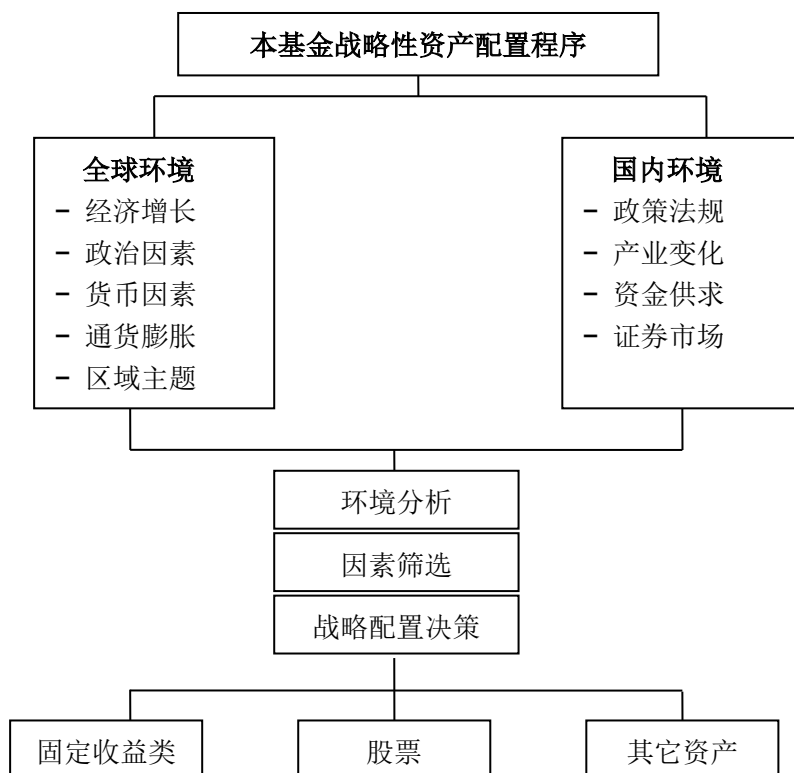 本基金战略性资产配置程序
全球环境
- 经济增长
- 政治因素
- 货币因素
- 通货膨胀
- 区域主题
国内环境
- 政策法规
- 产业变化
- 资金供求
- 证券市场
环境分析
因素筛选
战略配置决策
固定收益类
股票
其它资产